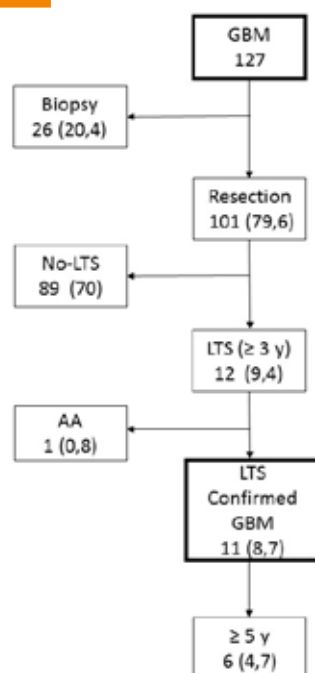 GBM
127
Biopsy
26 (20,4)
Resection
101 (79,6)
No-LTS
89 (70)
LTS (≥ 3 y)
12 (9,4)
AA
1 (0,8)
LTS
Confirmed
GBM
11 (8,7)
≥ 5 y
6 (4,7)